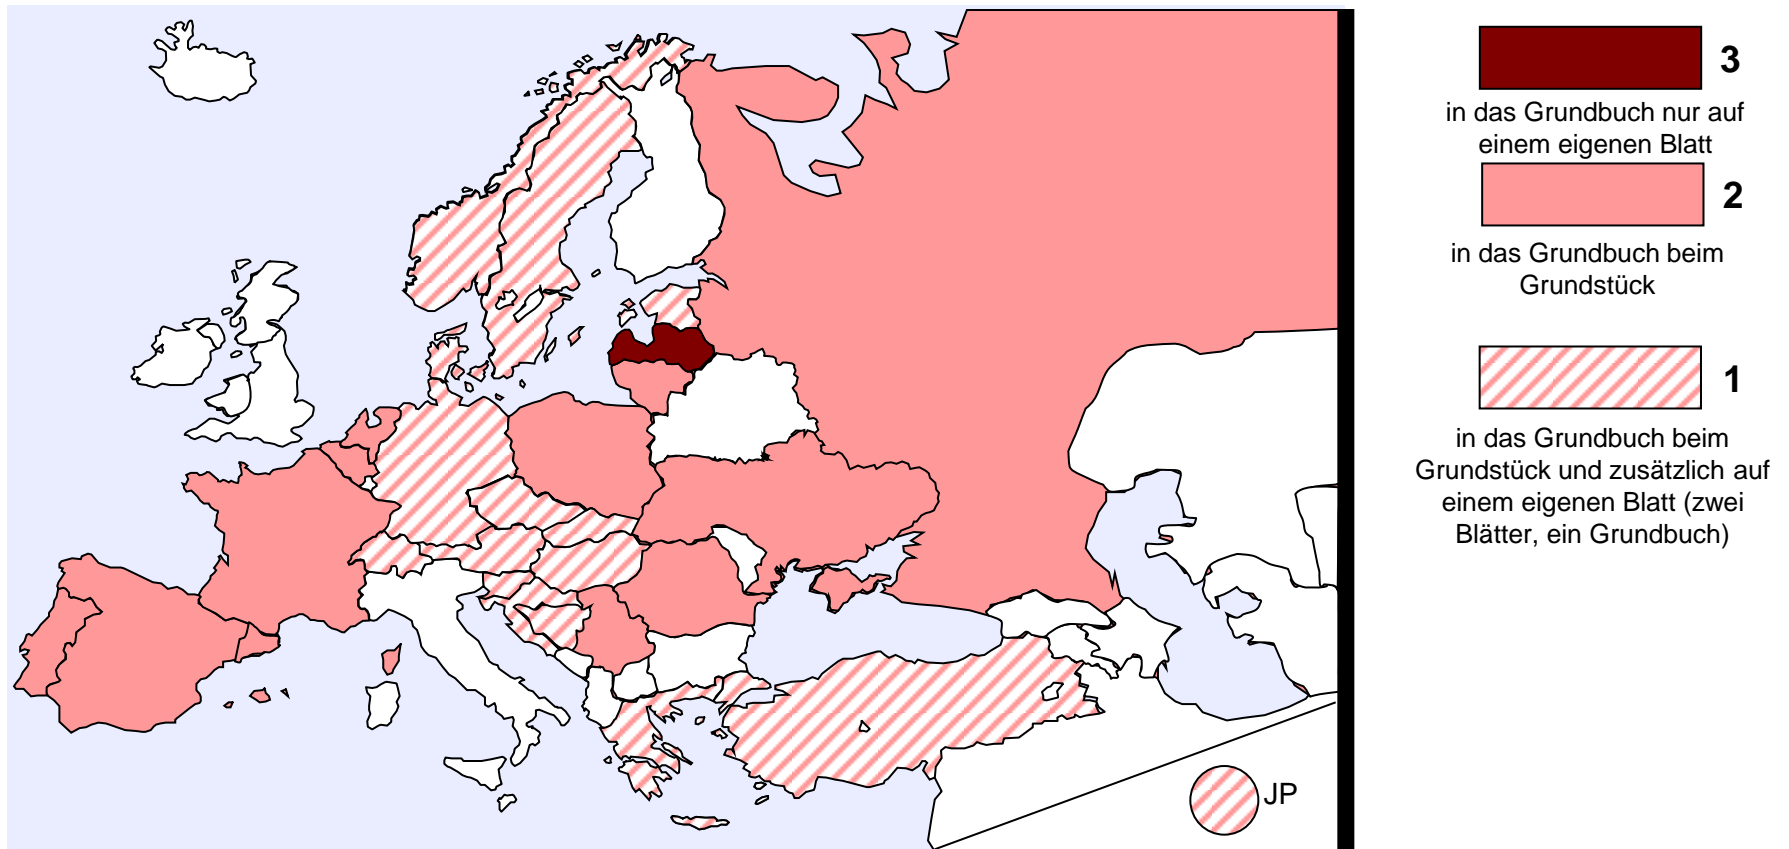 3
in das Grundbuch nur auf
einem eigenen Blatt
2
in das Grundbuch beim
Grundstück
1
in das Grundbuch beim
Grundstück und zusätzlich auf
einem eigenen Blatt (zwei
Blätter, ein Grundbuch)
JP